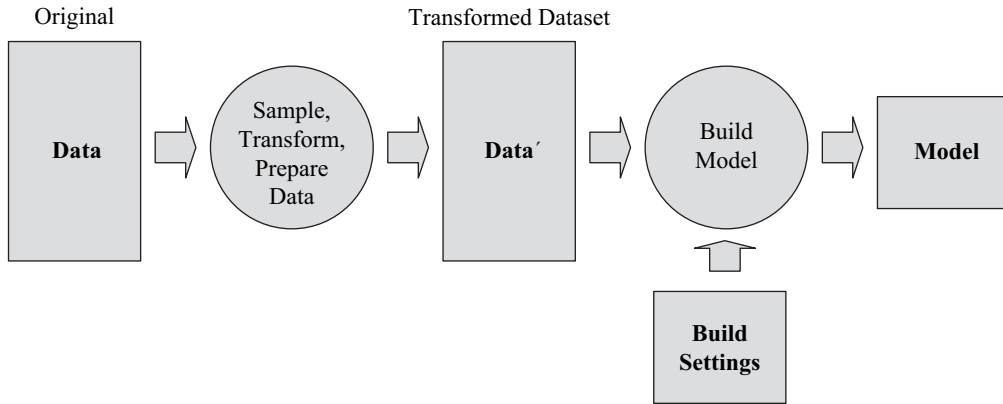 Original
Transformed Dataset
Data
Sample,
Transform,
Prepare
Data
Data´
Build
Model
Model
Build
Settings